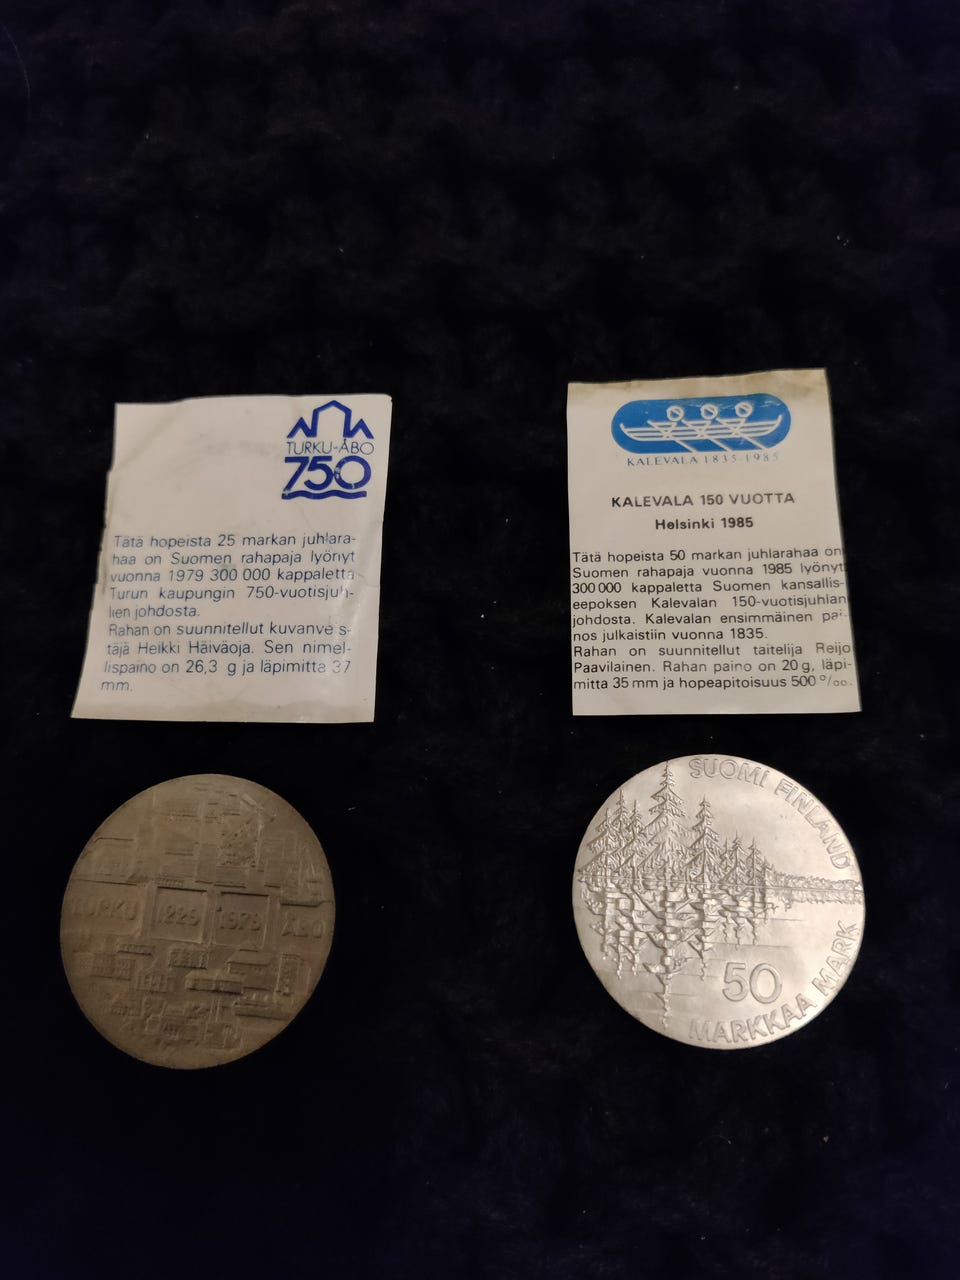 TURKU-ÅBO
750
Tätä hopeista 25 markan juhlara-
haa on Suomen rahapaja lyönyt
vuonna 1979 300 000 kappaletta
Turun kaupungin 750-vuotisjuh-
lien johdosta.
Rahan on suunnitellut kuvanveis-
täjä Heikki Häiväoja. Sen nimel-
lispaino on 26,3 g ja läpimitta 37
mm.
KALEVALA 1835-1985
KALEVALA 150 VUOTTA
Helsinki 1985
Tätä hopeista 50 markan juhlarahaa on
Suomen rahapaja vuonna 1985 lyönyt
300 000 kappaletta Suomen kansallis-
eepoksen Kalevalan 150-vuotisjuhlan
johdosta. Kalevalan ensimmäinen pai-
nos julkaistiin vuonna 1835.
Rahan on suunnitellut taitelija Reijo
Paavilainen. Rahan paino on 20 g, läpi-
mitta 35 mm ja hopeapitoisuus 500 ‰.
TURKU 1229 1979 ÅBO
SUOMI FINLAND
50
MARKKAA MARK